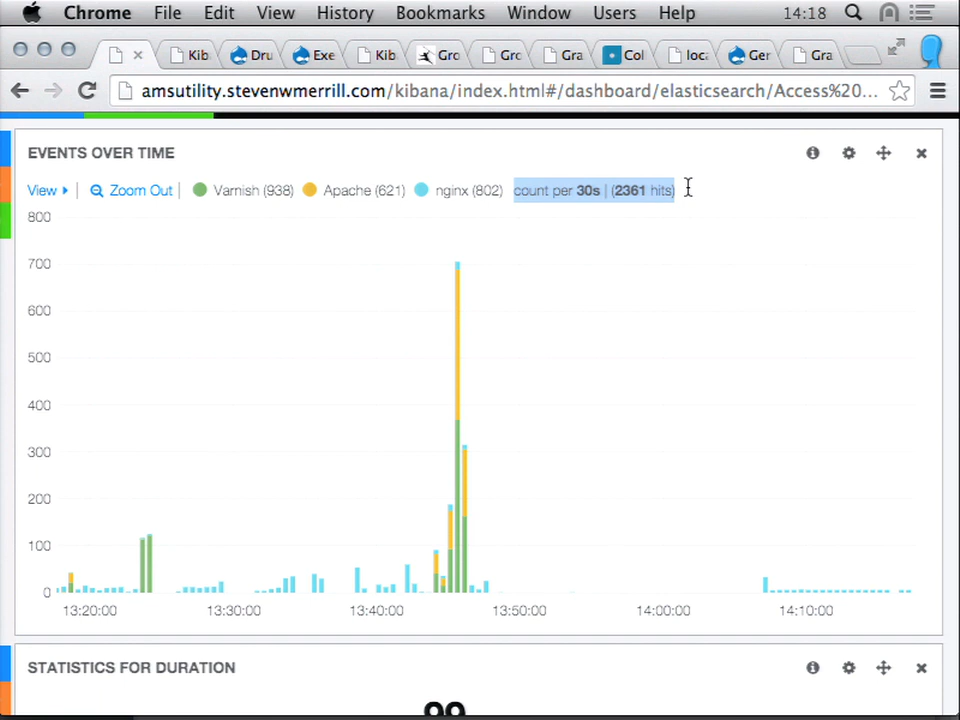 Chrome File Edit View History Bookmarks Window Users Help 14:18
Kib Dru Exe Kib Gro Grc Gra Col loca Ger Gra
amsutility.stevenwmerrill.com/kibana/index.html#/dashboard/elasticsearch/Access%20...
EVENTS OVER TIME
View Zoom Out Varnish (938) Apache (621) nginx (802) count per 30s | (2361 hits)
800
700
600
500
400
300
200
100
0
13:20:00 13:30:00 13:40:00 13:50:00 14:00:00 14:10:00
STATISTICS FOR DURATION